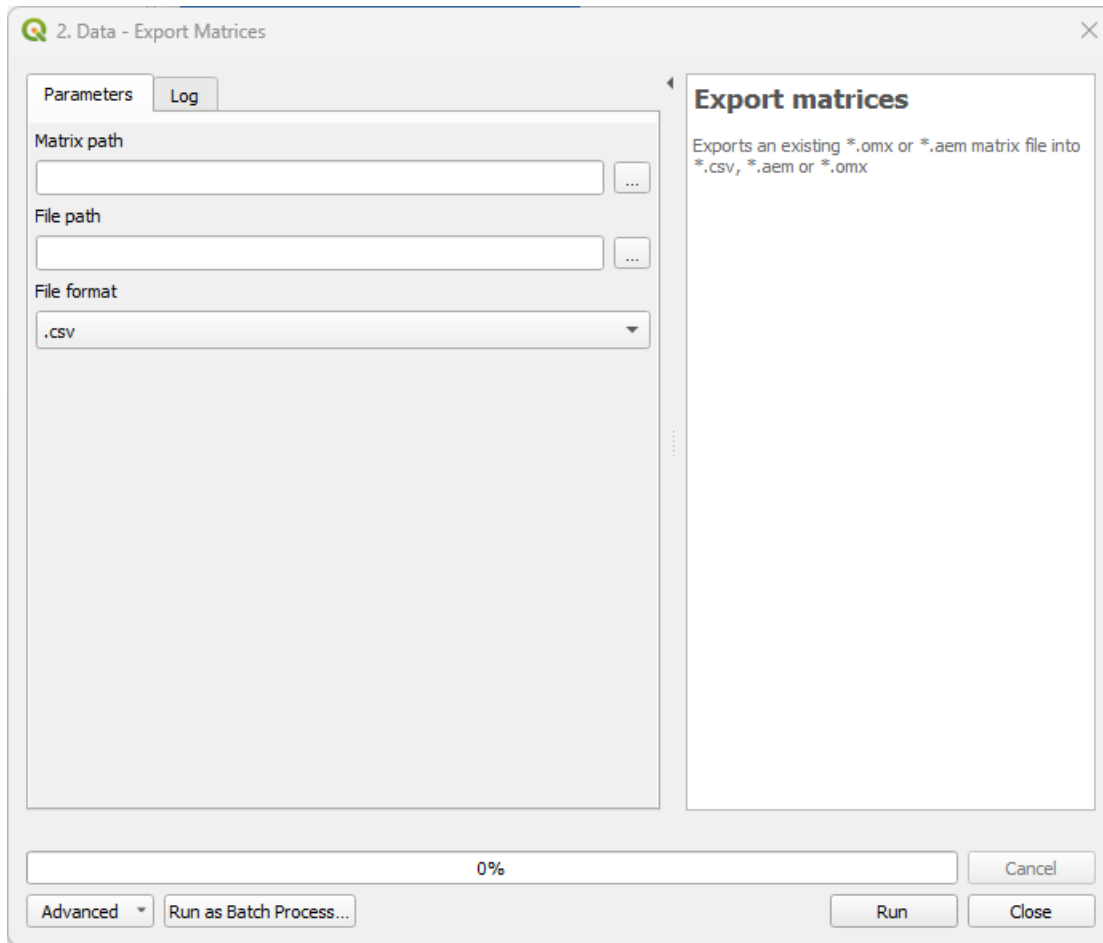 2. Data - Export Matrices
Parameters
Log
Matrix path
...
File path
...
File format
.csv
Export matrices
Exports an existing *.omx or *.aem matrix file into
*.csv, *.aem or *.omx
0%
Cancel
Advanced
Run as Batch Process...
Run
Close